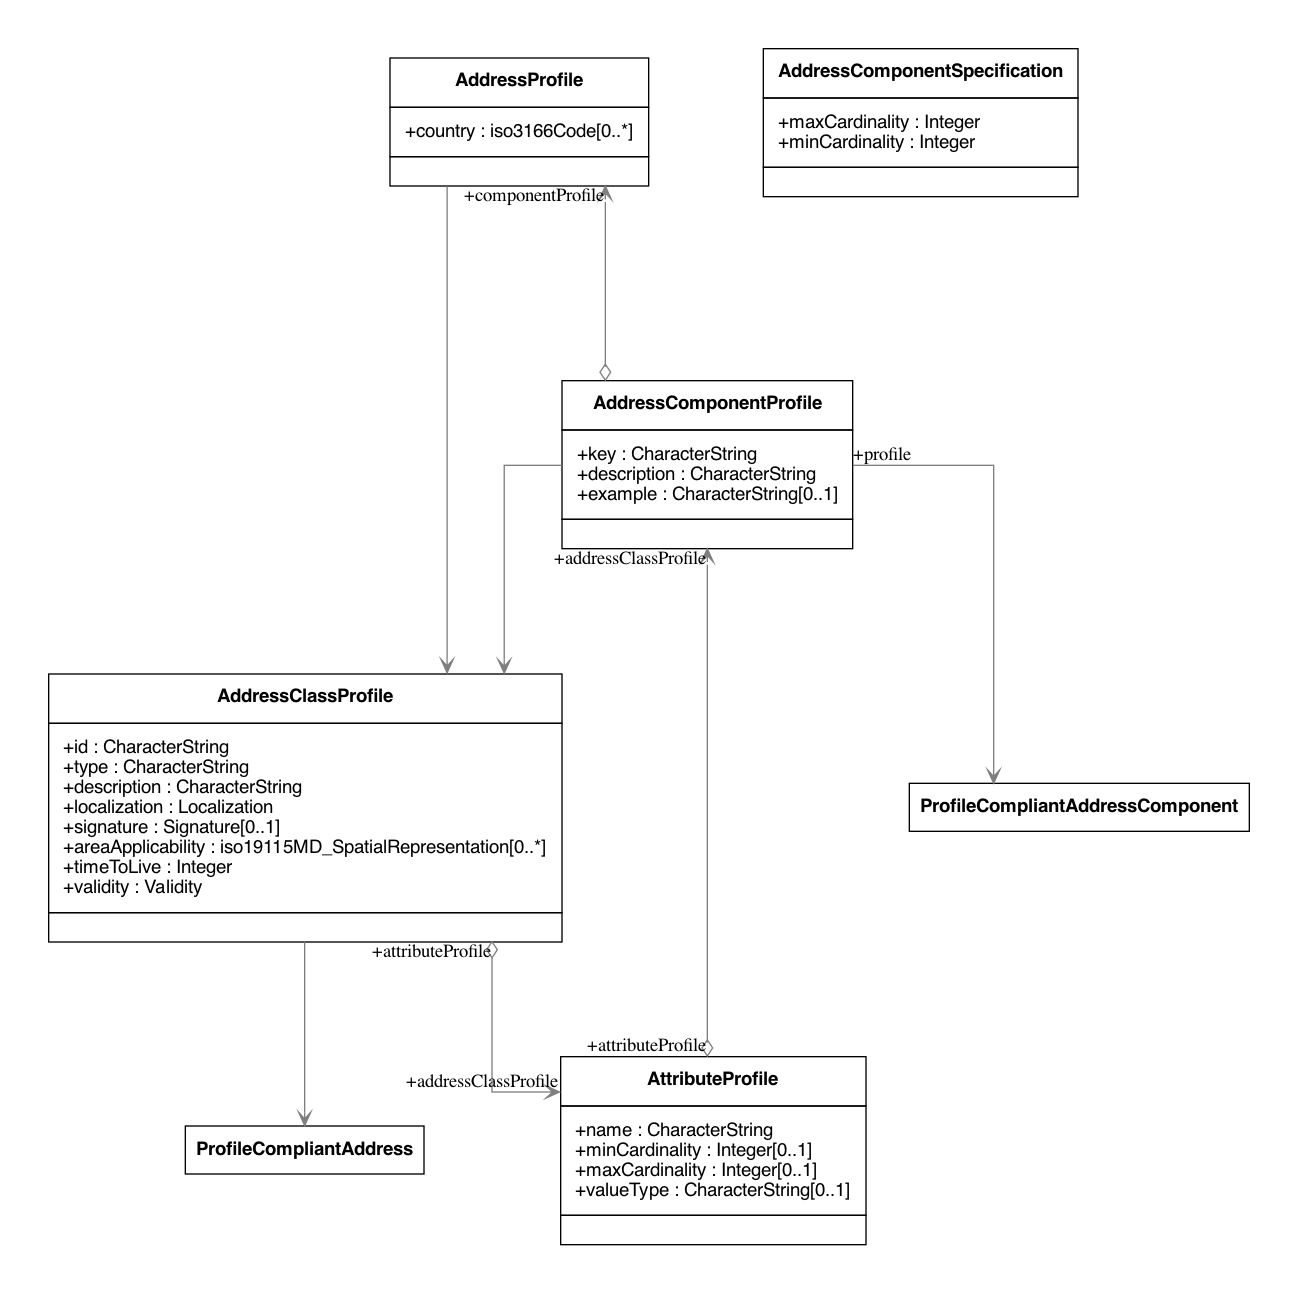 AddressProfile
+country : iso3166Code[0..*]
AddressComponentSpecification
+maxCardinality : Integer
+minCardinality : Integer
+componentProfile
AddressComponentProfile
+key : CharacterString
+description : CharacterString
+example : CharacterString[0..1]
+profile
+addressClassProfile
AddressClassProfile
+id : CharacterString
+type : CharacterString
+description : CharacterString
+localization : Localization
+signature : Signature[0..1]
+areaApplicability : iso19115MD_SpatialRepresentation[0..*]
+timeToLive : Integer
+validity : Validity
ProfileCompliantAddressComponent
+attributeProfile
+attributeProfile
+addressClassProfile
AttributeProfile
+name : CharacterString
+minCardinality : Integer[0..1]
+maxCardinality : Integer[0..1]
+valueType : CharacterString[0..1]
ProfileCompliantAddress